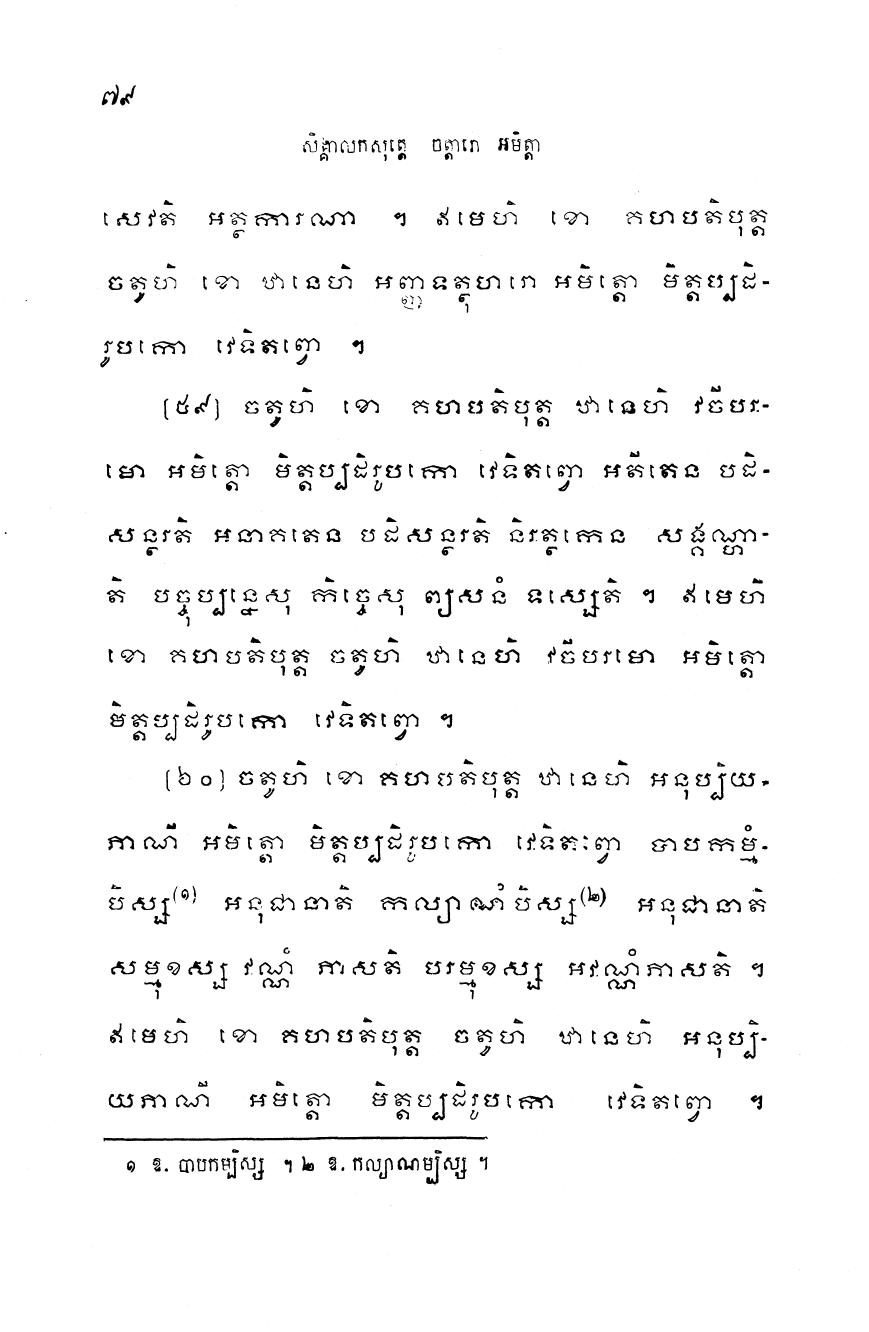 ៧៩
សិង្គាលកសុត្តេ ចត្តារោ អមិត្តា
សេវតិ អត្ថការណា ។ ឥមេហិ ខោ គហបតិបុត្ត
ចតូហិ ខោ ឋានេហិ អញ្ញទត្ថុហរោ អមិត្តោ មិត្តប្បដិ-
រូបកោ វេទិតព្វោ ។
(៥៩) ចតូហិ ខោ គហបតិបុត្ត ឋានេហិ វចីបរ-
មោ អមិត្តោ មិត្តប្បដិរូបកោ វេទិតព្វោ អតីតេន បដិ-
សន្ថរតិ អនាគតេន បដិសន្ថរតិ និរត្ថកេន សង្គណ្ហា-
តិ បច្ចុប្បន្នេសុ កិច្ចេសុ ព្យសនំ ទស្សេតិ ។ ឥមេហិ
ខោ គហបតិបុត្ត ចតូហិ ឋានេហិ វចីបរមោ អមិត្តោ
មិត្តប្បដិរូបកោ វេទិតព្វោ ។
(៦០) ចតូហិ ខោ គហបតិបុត្ត ឋានេហិ អនុប្បិយ-
ភាណី អមិត្តោ មិត្តប្បដិរូបកោ វេទិតព្វោ បាបកម្មំ-
បិស្ស(១) អនុជានាតិ កល្យាណំបិស្ស(២) អនុជានាតិ
សម្មុខស្ស វណ្ណំ ភាសតិ បរម្មុខស្ស អវណ្ណំ ភាសតិ ។
ឥមេហិ ខោ គហបតិបុត្ត ចតូហិ ឋានេហិ អនុប្បិ-
យភាណី អមិត្តោ មិត្តប្បដិរូបកោ វេទិតព្វោ ។
១ ឱ. បាបកម្បិស្ស ។ ២ ឱ. កល្យាណម្បិស្ស ។